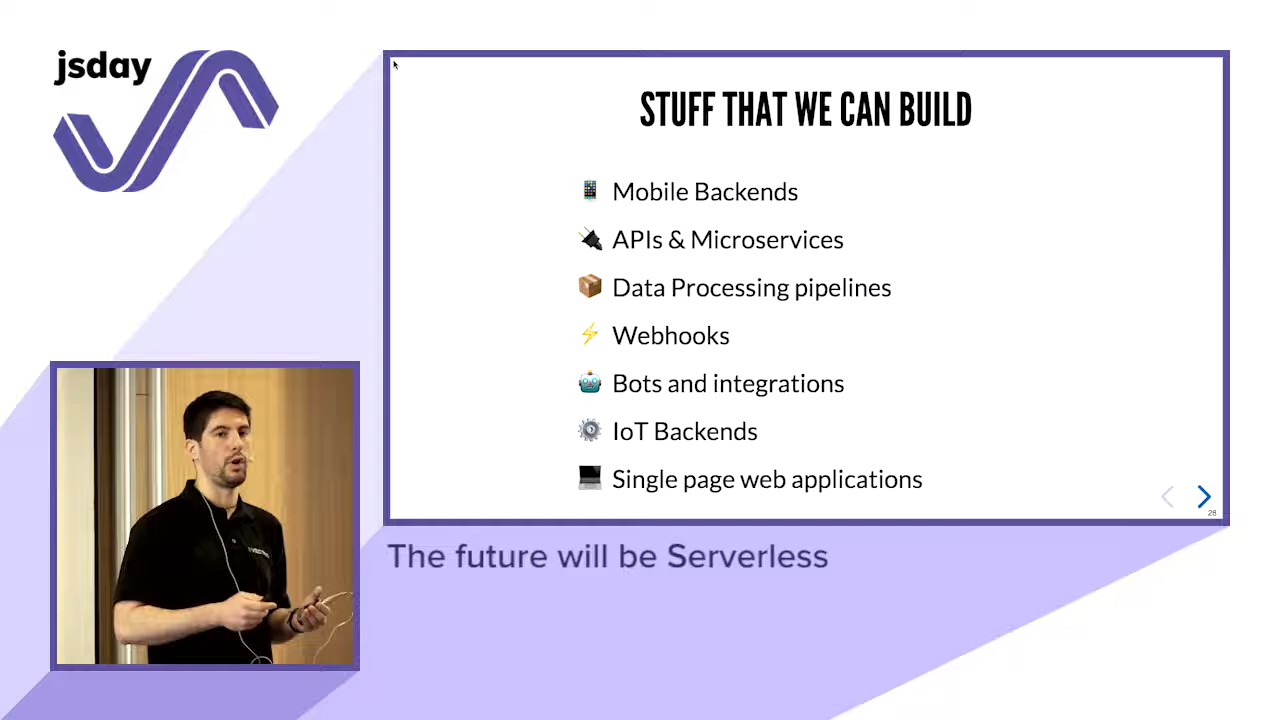 jsday
STUFF THAT WE CAN BUILD
Mobile Backends
APIs & Microservices
Data Processing pipelines
Webhooks
Bots and integrations
IoT Backends
Single page web applications
28
The future will be Serverless